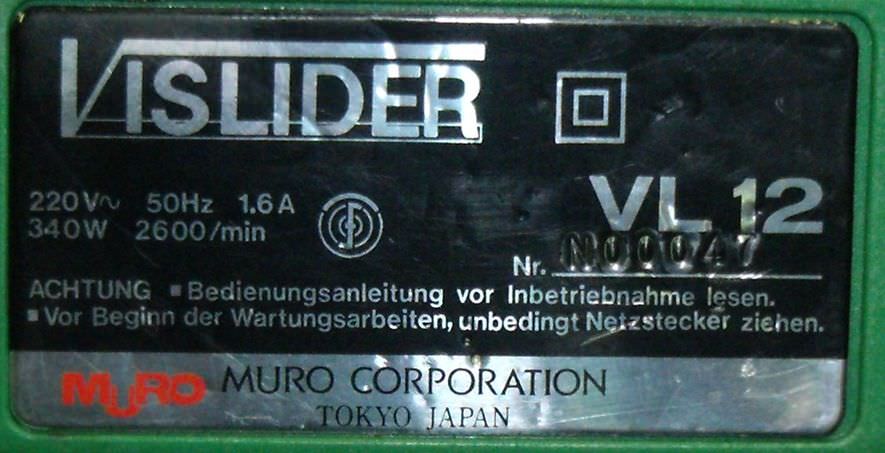 VISLIDER
220V~ 50Hz 1.6A
340W 2600/min
VL 12
Nr. N00047
ACHTUNG ▪Bedienungsanleitung vor Inbetriebnahme lesen.
▪Vor Beginn der Wartungsarbeiten, unbedingt Netzstecker ziehen.
MURO MURO CORPORATION
TOKYO JAPAN